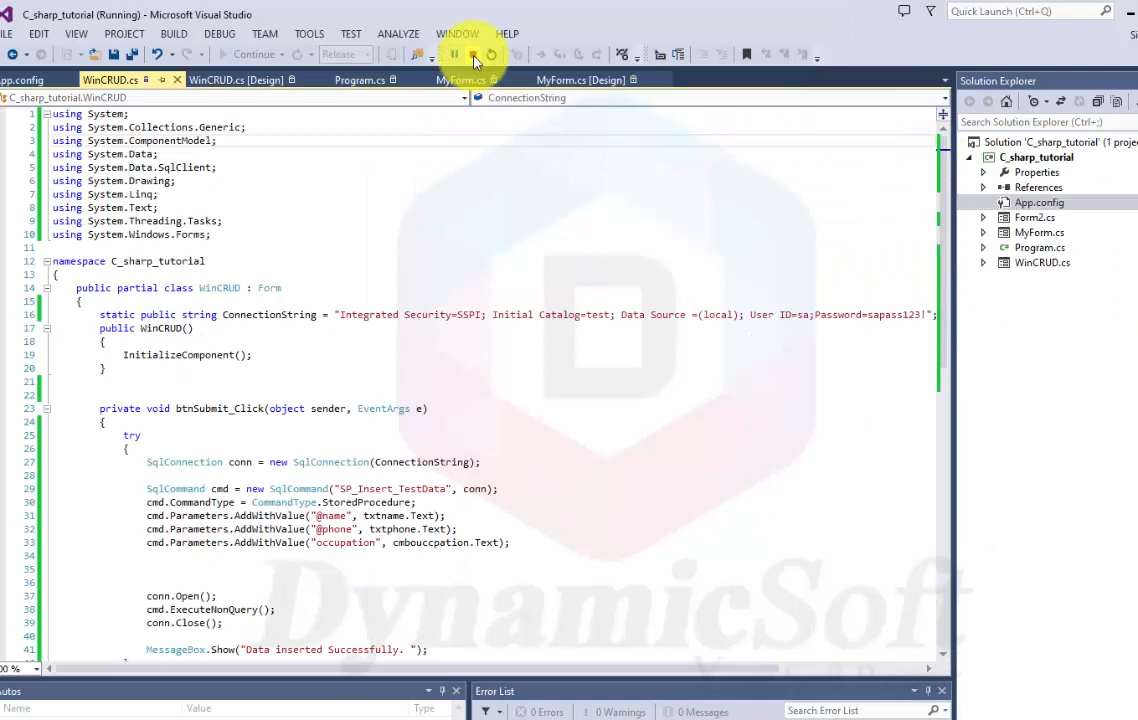 C_sharp_tutorial (Running) - Microsoft Visual Studio
Quick Launch (Ctrl+Q)
ILE EDIT VIEW PROJECT BUILD DEBUG TEAM TOOLS TEST ANALYZE WINDOW HELP
Continue Release
pp.config WinCRUD.cs WinCRUD.cs [Design] Program.cs MyForm.cs MyForm.cs [Design]
C_sharp_tutorial.WinCRUD ConnectionString
1 using System;
2 using System.Collections.Generic;
3 using System.ComponentModel;
4 using System.Data;
5 using System.Data.SqlClient;
6 using System.Drawing;
7 using System.Linq;
8 using System.Text;
9 using System.Threading.Tasks;
10 using System.Windows.Forms;
11
12 namespace C_sharp_tutorial
13 {
14 public partial class WinCRUD : Form
15 {
16 static public string ConnectionString = "Integrated Security=SSPI; Initial Catalog=test; Data Source =(local); User ID=sa;Password=sapass123!";
17 public WinCRUD()
18 {
19 InitializeComponent();
20 }
21
22
23 private void btnSubmit_Click(object sender, EventArgs e)
24 {
25 try
26 {
27 SqlConnection conn = new SqlConnection(ConnectionString);
28
29 SqlCommand cmd = new SqlCommand("SP_Insert_TestData", conn);
30 cmd.CommandType = CommandType.StoredProcedure;
31 cmd.Parameters.AddWithValue("@name", txtname.Text);
32 cmd.Parameters.AddWithValue("@phone", txtphone.Text);
33 cmd.Parameters.AddWithValue("occupation", cmbouccpation.Text);
34
35
36
37 conn.Open();
38 cmd.ExecuteNonQuery();
39 conn.Close();
40
41 MessageBox.Show("Data inserted Successfully. ");
00 %
Solution Explorer
Search Solution Explorer (Ctrl+;)
Solution 'C_sharp_tutorial' (1 projec
C_sharp_tutorial
Properties
References
App.config
Form2.cs
MyForm.cs
Program.cs
WinCRUD.cs
DynamicSoft
Autos
Name Value Type
Error List
0 Errors 0 Warnings 0 Messages Search Error List